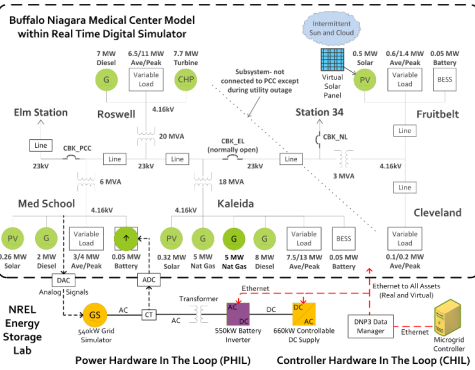 Buffalo Niagara Medical Center Model
within Real Time Digital Simulator
Intermittent
Sun and Cloud
7 MW
Diesel
6.5/11 MW
Ave/Peak
7.7 MW
Turbine
0.5 MW
Solar
0.6/1.4 MW
Ave/Peak
0.05 MW
Battery
G
Variable
Load
CHP
Virtual
Solar
Panel
PV
Variable
Load
BESS
Subsystem- not
connected to PCC except
during utility outage
4.16kV
Elm Station
Roswell
Station 34
Fruitbelt
20 MVA
CBK_EL
(normally open)
CBK_NL
Line
Line
CBK_PCC
Line
Line
Line
23kV
23kV
23kV
23kV
4.16kV
6 MVA
18 MVA
3 MVA
Line
Med School
4.16kV
Kaleida
4.16kV
Cleveland
PV
G
Variable
Load
PV
G
G
G
Variable
Load
BESS
Variable
Load
0.26 MW
Solar
2 MW
Diesel
3/4 MW
Ave/Peak
0.05 MW
Battery
0.32 MW
Solar
5 MW
Nat Gas
5 MW
Nat Gas
8 MW
Diesel
7.5/13 MW
Ave/Peak
0.05 MW
Battery
0.1/0.2 MW
Ave/Peak
DAC
Analog Signals
ADC
Ethernet
Ethernet to All Assets
(Real and Virtual)
NREL
Energy
Storage
Lab
GS
540kW Grid
Simulator
AC
CT
AC
Transformer
AC
AC
DC
550kW Battery
Inverter
DC
DC
660kW Controllable
DC Supply
DNP3 Data
Manager
Ethernet
Microgrid
Controller
Power Hardware In The Loop (PHIL)
Controller Hardware In The Loop (CHIL)